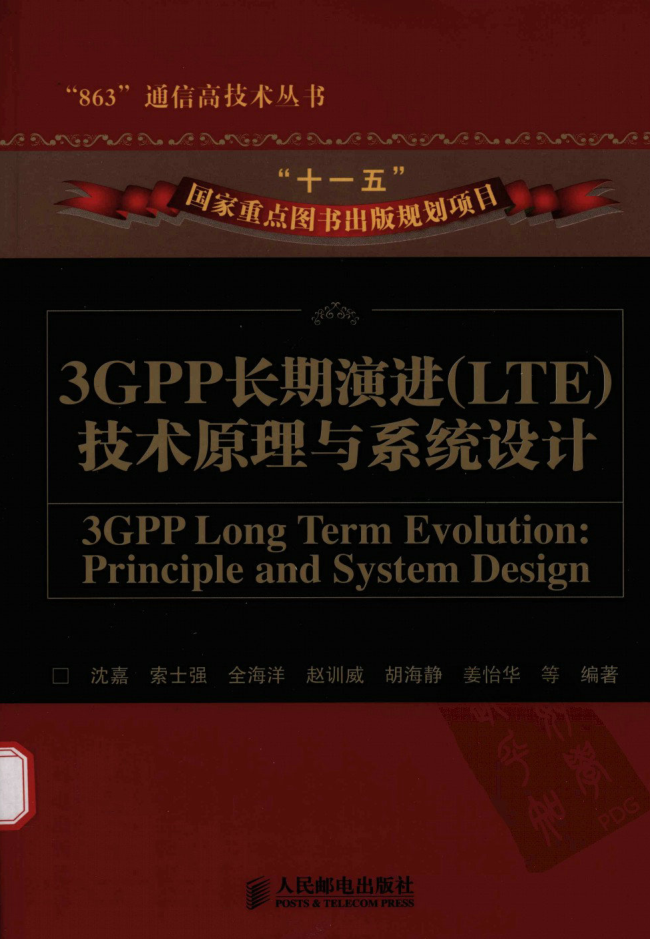 “863”通信高技术丛书
“十一五”
国家重点图书出版规划项目
3GPP长期演进(LTE)
技术原理与系统设计
3GPP Long Term Evolution:
Principle and System Design
□ 沈嘉 索士强 全海洋 赵训威 胡海静 姜怡华 等 编著
PDG
人民邮电出版社
POSTS & TELECOM PRESS